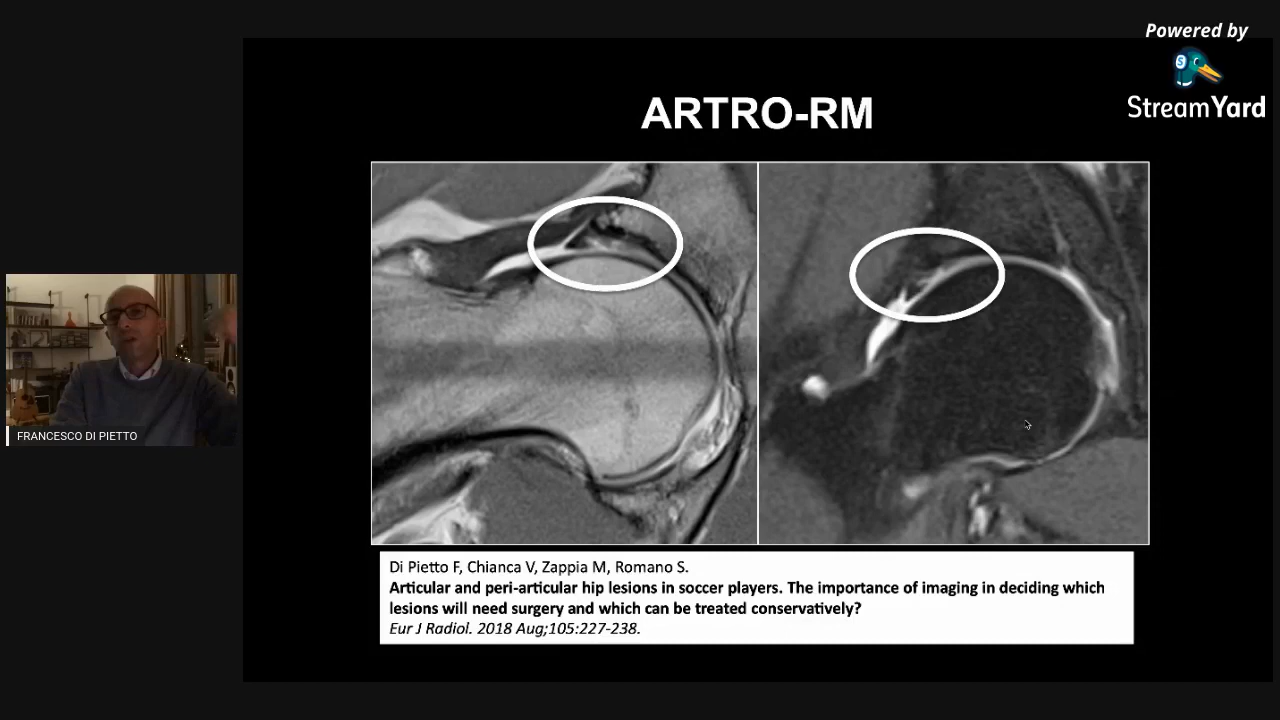 Powered by
StreamYard
ARTRO-RM
FRANCESCO DI PIETTO
Di Pietto F, Chianca V, Zappia M, Romano S.
Articular and peri-articular hip lesions in soccer players. The importance of imaging in deciding which
lesions will need surgery and which can be treated conservatively?
Eur J Radiol. 2018 Aug;105:227-238.